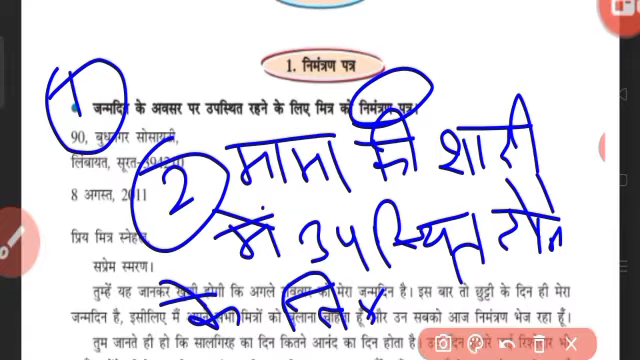 1. निमंत्रण पत्र
1
जन्मदिन के अवसर पर उपस्थित रहने के लिए मित्र को निमंत्रण पत्र।
90, बुधनगर सोसायटी,
लिंबायत, सूरत-394210
8 अगस्त, 2011
2 मामा की शादी
में उपस्थित होने
के लिए
प्रिय मित्र स्नेहल,
सप्रेम स्मरण।
तुम्हें यह जानकर खुशी होगी कि अगले रविवार को मेरा जन्मदिन है। इस बार तो छुट्टी के दिन ही मेरा
जन्मदिन है, इसीलिए मैं अपने सभी मित्रों को बुलाना चाहता हूँ और उन सबको आज निमंत्रण भेज रहा हूँ।
तुम जानते ही हो कि सालगिरह का दिन कितने आनंद का दिन होता है।